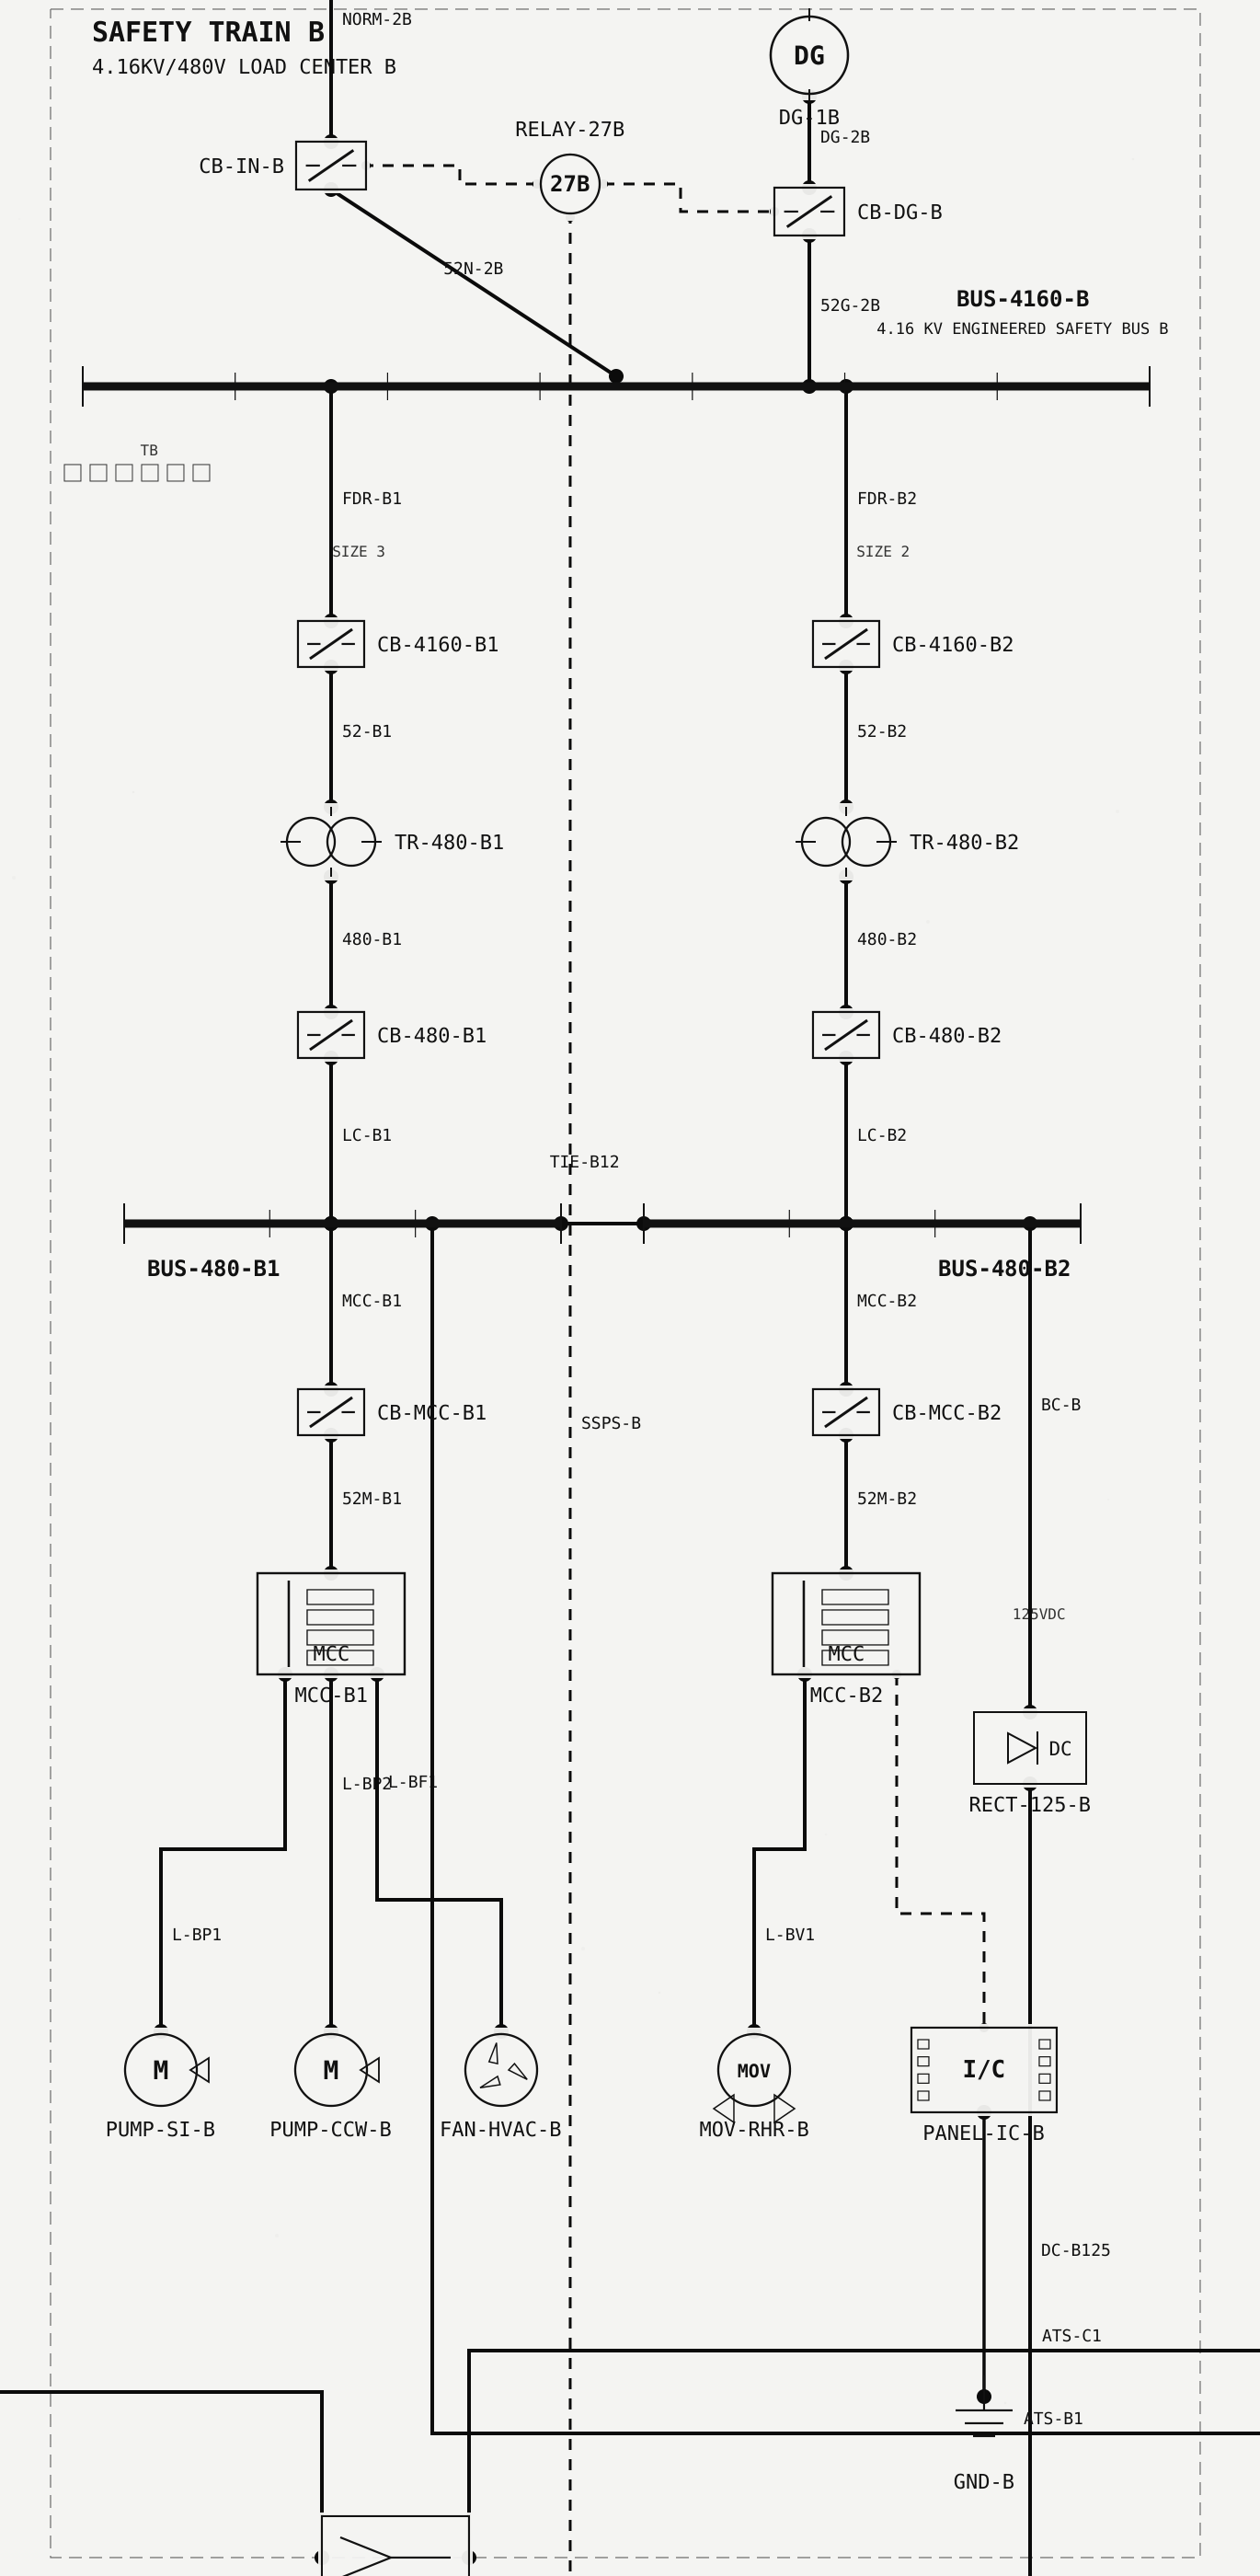 NORM-2B
SAFETY TRAIN B
4.16KV/480V LOAD CENTER B
DG
DG-1B
DG-2B
RELAY-27B
CB-IN-B
27B
CB-DG-B
52N-2B
52G-2B
BUS-4160-B
4.16 KV ENGINEERED SAFETY BUS B
TB
FDR-B1
FDR-B2
SIZE 3
SIZE 2
CB-4160-B1
CB-4160-B2
52-B1
52-B2
TR-480-B1
TR-480-B2
480-B1
480-B2
CB-480-B1
CB-480-B2
LC-B1
LC-B2
TIE-B12
BUS-480-B1
BUS-480-B2
MCC-B1
MCC-B2
CB-MCC-B1
SSPS-B
CB-MCC-B2
BC-B
52M-B1
52M-B2
125VDC
MCC
MCC
MCC-B1
MCC-B2
DC
RECT-125-B
L-BP2
L-BF1
L-BP1
L-BV1
M
M
MOV
I/C
PUMP-SI-B
PUMP-CCW-B
FAN-HVAC-B
MOV-RHR-B
PANEL-IC-B
DC-B125
ATS-C1
ATS-B1
GND-B